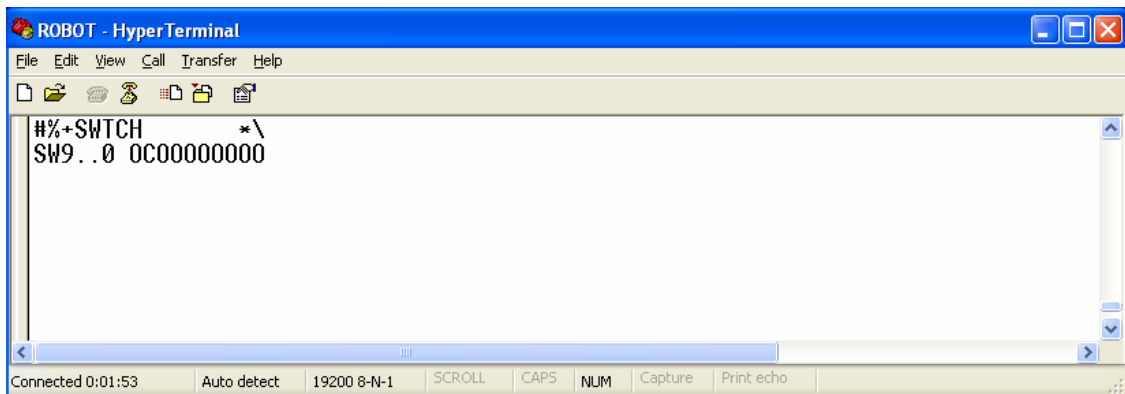 ROBOT - HyperTerminal
File Edit View Call Transfer Help
#%+SWTCH *\
SW9..0 OCOOOOOOOO
Connected 0:01:53 Auto detect 19200 8-N-1 SCROLL CAPS NUM Capture Print echo